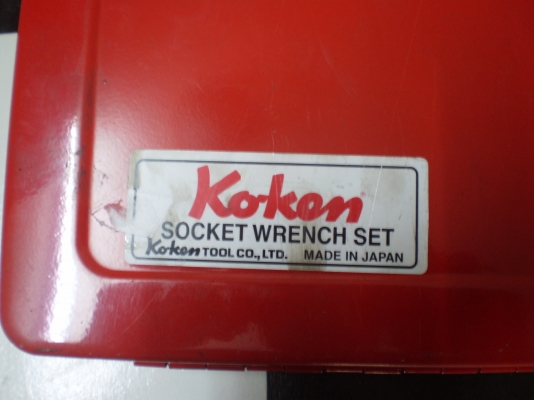 Ko-ken
SOCKET WRENCH SET
Ko-ken TOOL CO., LTD. MADE IN JAPAN